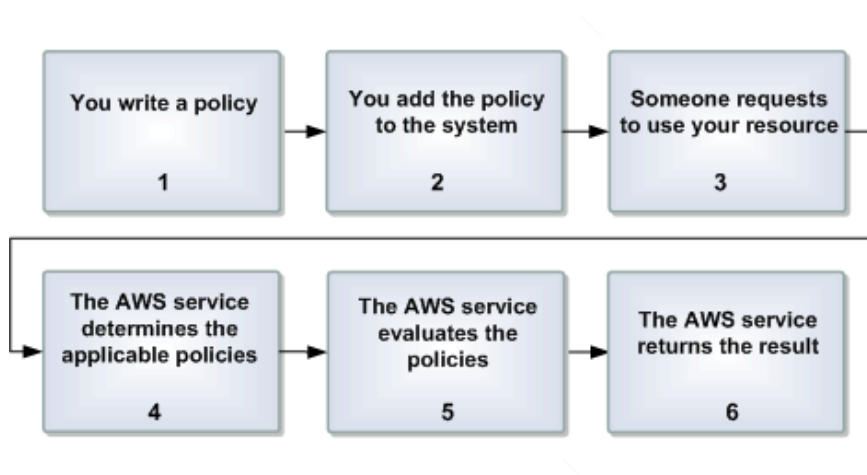 You write a policy
1
You add the policy
to the system
2
Someone requests
to use your resource
3
The AWS service
determines the
applicable policies
4
The AWS service
evaluates the
policies
5
The AWS service
returns the result
6